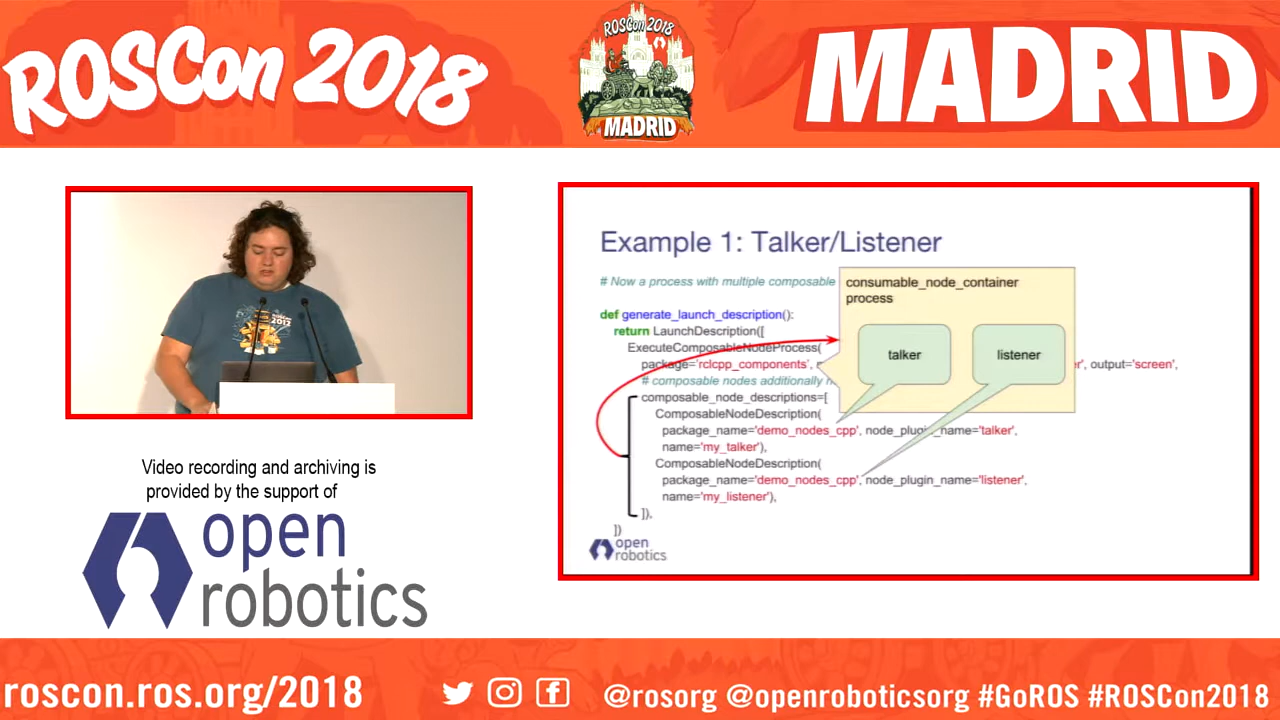 ROSCon 2018
ROSCon 2018
MADRID
MADRID
Example 1: Talker/Listener
# Now a process with multiple composable
consumable_node_container
process
def generate_launch_description():
return LaunchDescription([
talker
listener
ExecuteComposableNodeProcess(
package='rclcpp_components',
output='screen',
# composable nodes additionally
composable_node_descriptions=[
ComposableNodeDescription(
package_name='demo_nodes_cpp', node_plugin_name='talker',
name='my_talker'),
ComposableNodeDescription(
package_name='demo_nodes_cpp', node_plugin_name='listener',
name='my_listener'),
]),
])
open
robotics
Video recording and archiving is
provided by the support of
open
robotics
roscon.ros.org/2018
@rosorg @openroboticsorg #GoROS #ROSCon2018